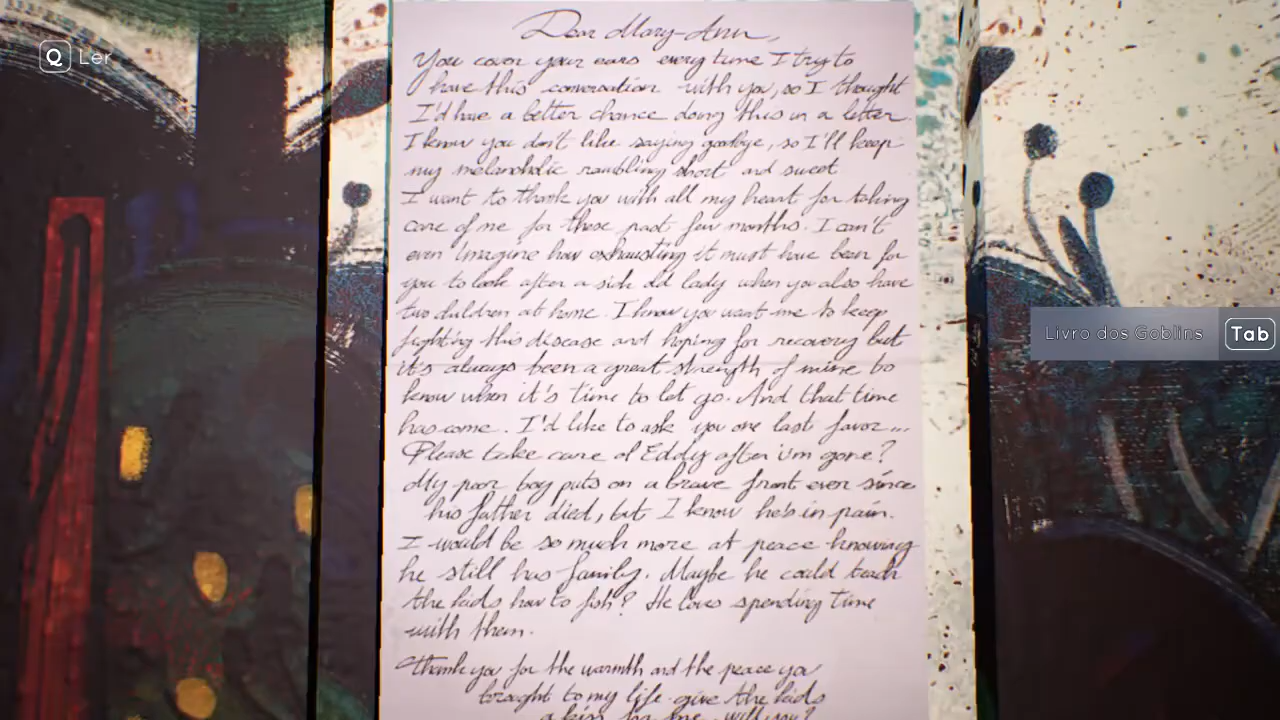 Q Ler
Dear Mary-Ann,
You cover your ears every time I try to
have this conversation with you, so I thought
I'd have a better chance doing this in a letter.
I know you don't like saying goodbye, so I'll keep
my melancholic rambling short and sweet
I want to thank you with all my heart for taking
care of me for these past few months. I can't
even imagine how exhausting it must have been for
you to look after a sick old lady when you also have
two children at home. I know you want me to keep
fighting this disease and hoping for recovery but
it's always been a great strength of mine to
know when it's time to let go. And that time
has come. I'd like to ask you one last favor...
Please take care of Eddy after i'm gone?
My poor boy puts on a brave front ever since
his father died, but I know he's in pain.
I would be so much more at peace knowing
he still has family. Maybe he could teach
the kids how to fish? He loves spending time
with them.
Thank you for the warmth and the peace you
brought to my life. give the kids
a kiss for me, will you?
Livro dos Goblins Tab